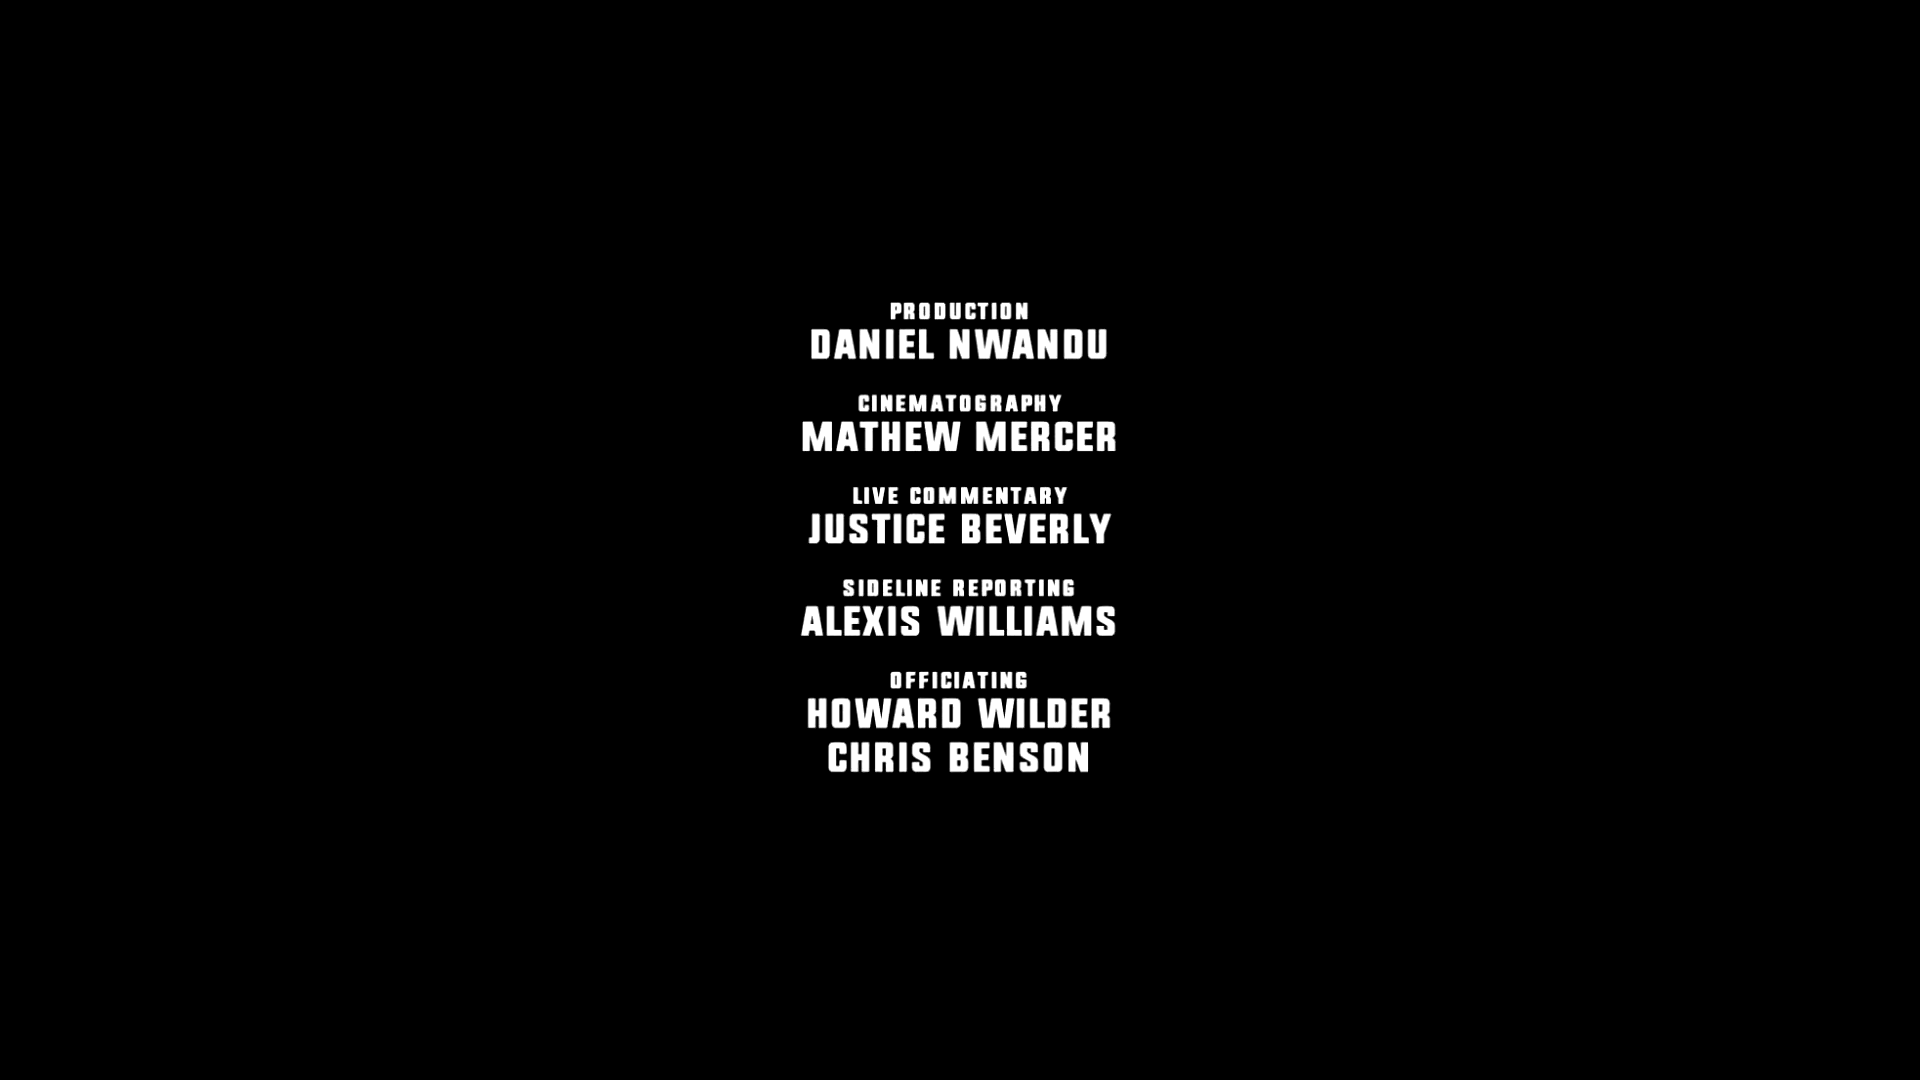 PRODUCTION
DANIEL NWANDU
CINEMATOGRAPHY
MATHEW MERCER
LIVE COMMENTARY
JUSTICE BEVERLY
SIDELINE REPORTING
ALEXIS WILLIAMS
OFFICIATING
HOWARD WILDER
CHRIS BENSON